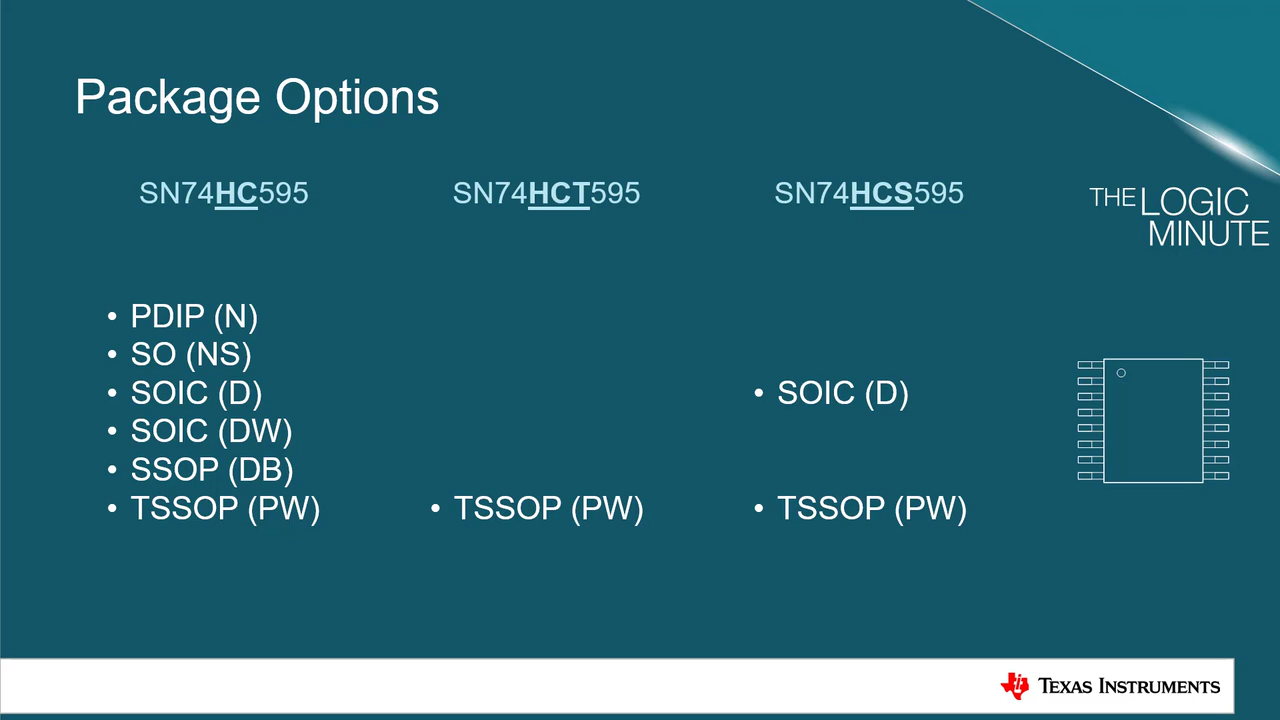 Package Options
SN74HC595
SN74HCT595
SN74HCS595
THE LOGIC
MINUTE
• PDIP (N)
• SO (NS)
• SOIC (D)
• SOIC (DW)
• SSOP (DB)
• TSSOP (PW)
• TSSOP (PW)
• SOIC (D)
• TSSOP (PW)
TEXAS INSTRUMENTS